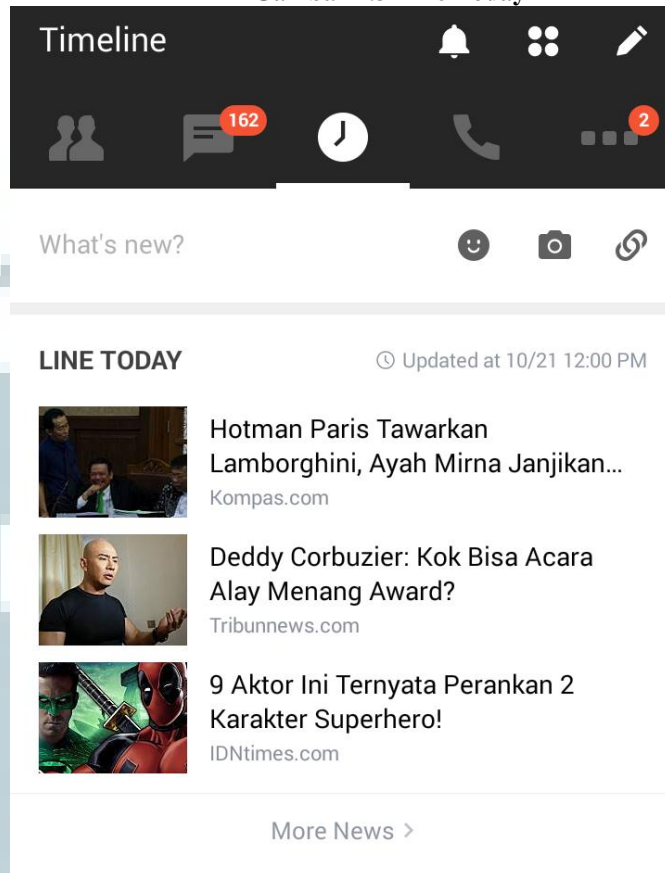 Timeline
162
2
What's new?
LINE TODAY
Updated at 10/21 12:00 PM
Hotman Paris Tawarkan
Lamborghini, Ayah Mirna Janjikan...
Kompas.com
Deddy Corbuzier: Kok Bisa Acara
Alay Menang Award?
Tribunnews.com
9 Aktor Ini Ternyata Perankan 2
Karakter Superhero!
IDNtimes.com
More News >